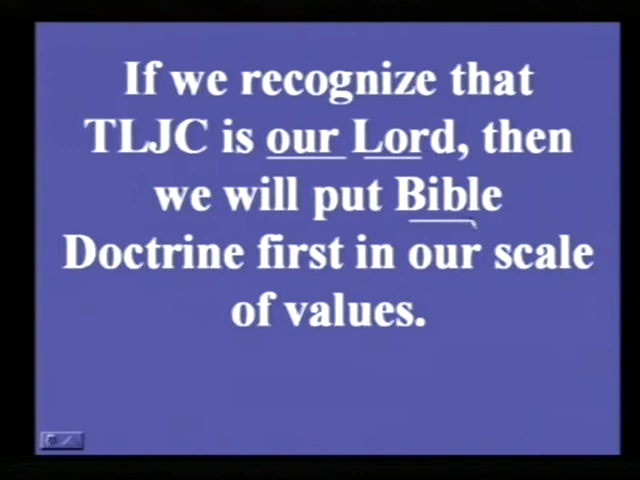 If we recognize that
TLJC is our Lord, then
we will put Bible
Doctrine first in our scale
of values.